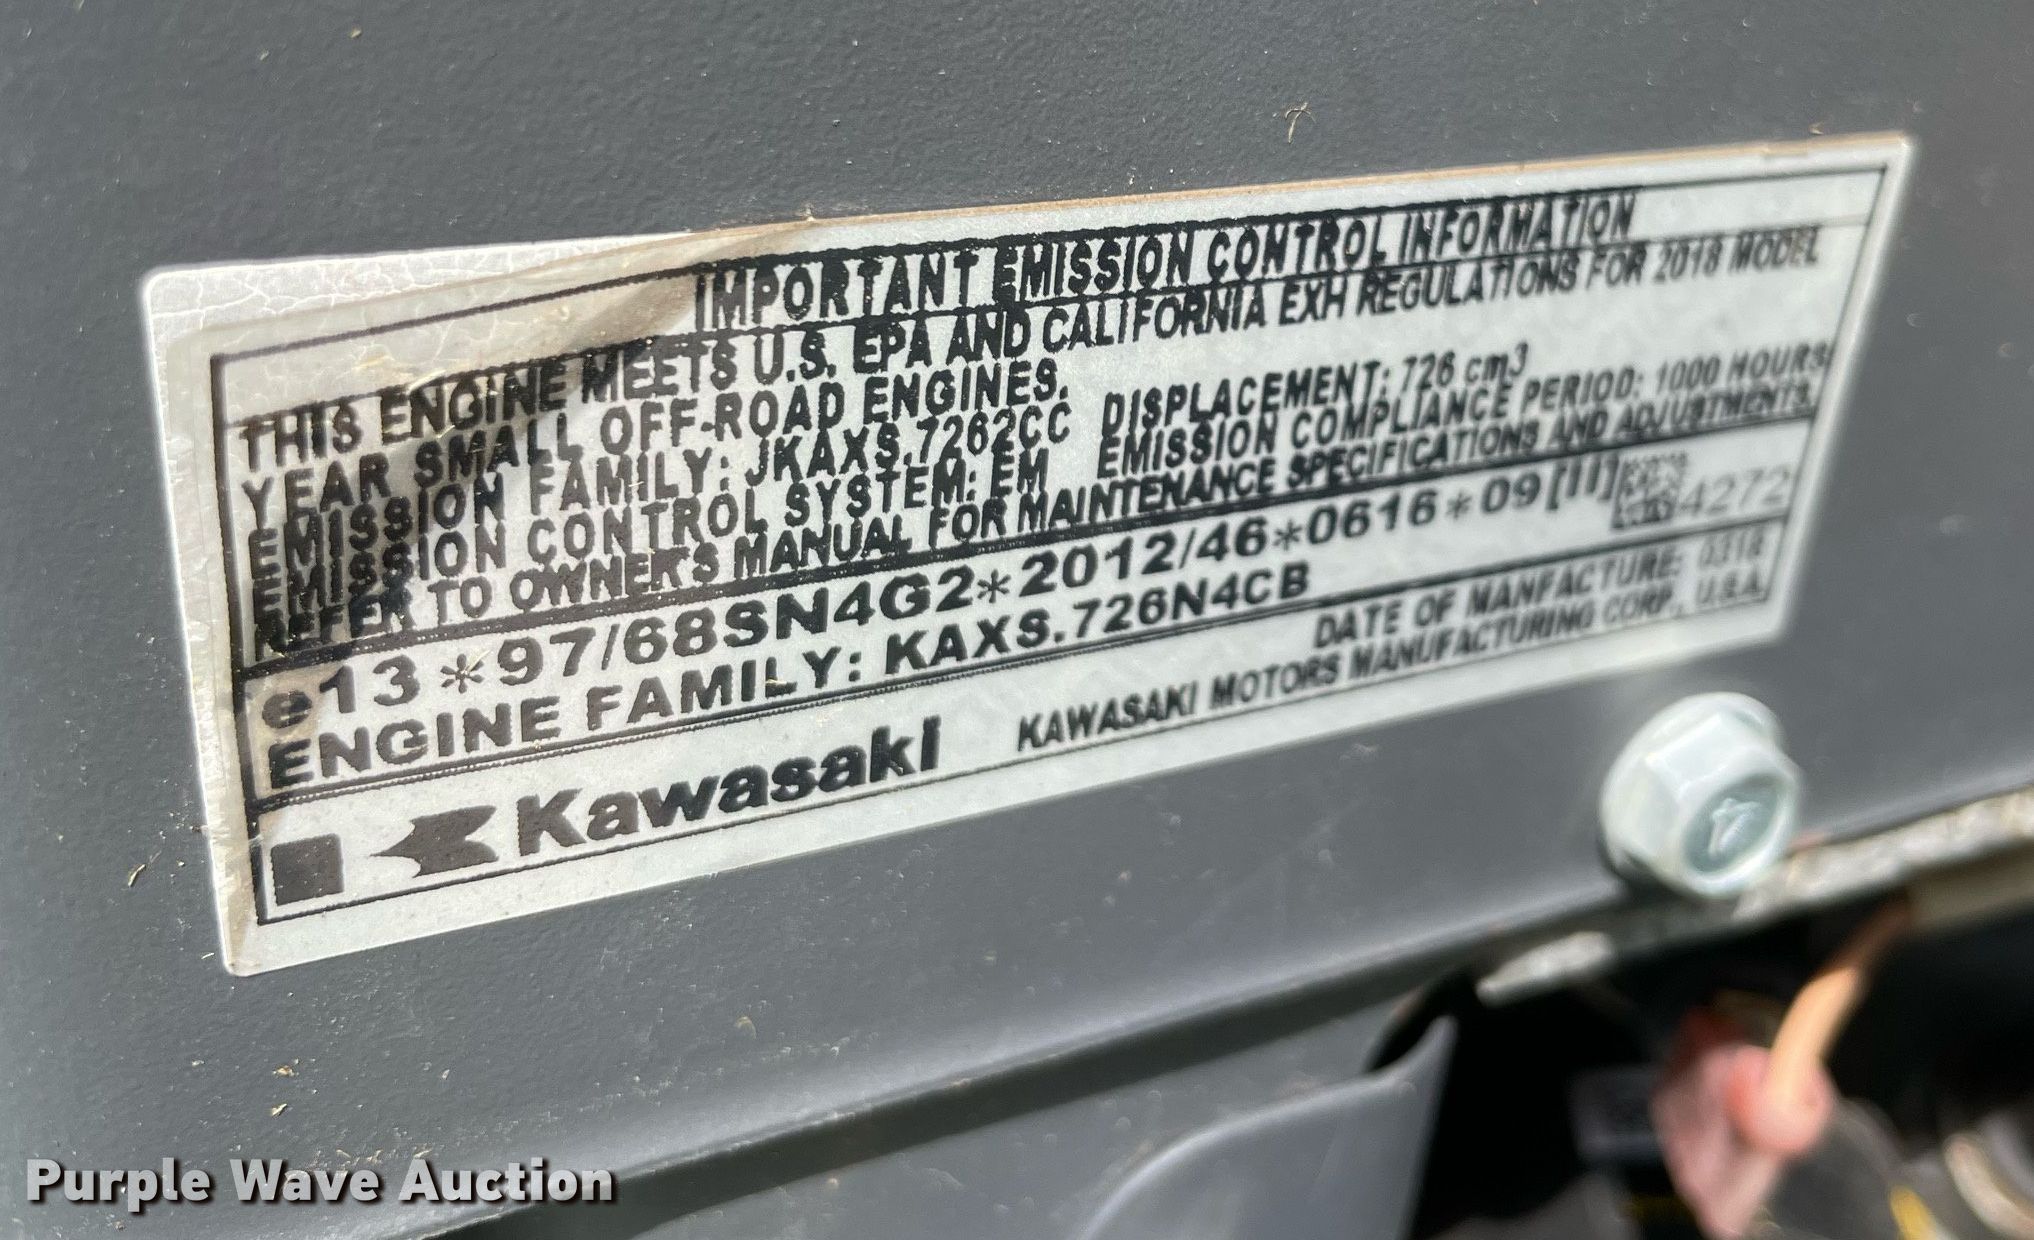 IMPORTANT EMISSION CONTROL INFORMATION
THIS ENGINE MEETS U.S. EPA AND CALIFORNIA EXH REGULATIONS FOR 2018 MODEL
YEAR SMALL OFF-ROAD ENGINES.
EMISSION FAMILY: JKAXS.7262CC DISPLACEMENT: 726 cm3
EMISSION CONTROL SYSTEM: EM EMISSION COMPLIANCE PERIOD: 1000 HOURS
REFER TO OWNER'S MANUAL FOR MAINTENANCE SPECIFICATIONS AND ADJUSTMENTS.
e13*97/68SN4G2*2012/46*0616*09[II] 4272
ENGINE FAMILY: KAXS.726N4CB
DATE OF MANFACTURE: 0318
Kawasaki KAWASAKI MOTORS MANUFACTURING CORP., U.S.A.
Purple Wave Auction